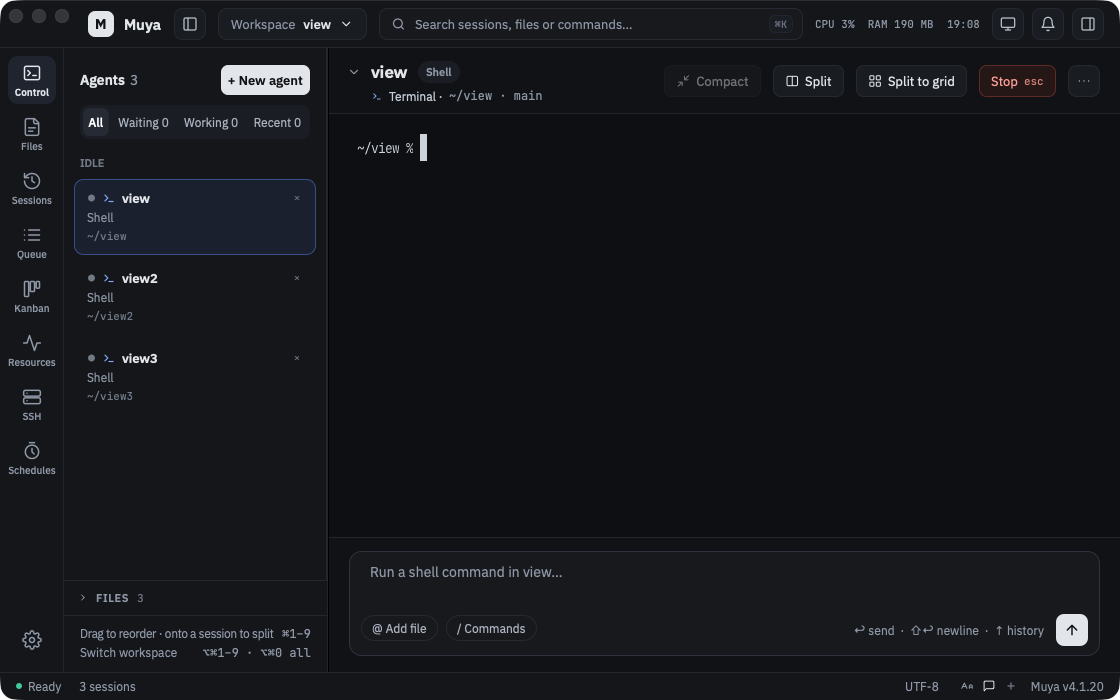 M Muya Workspace view Search sessions, files or commands... ⌘K CPU 3% RAM 190 MB 19:08
Control
Files
Sessions
Queue
Kanban
Resources
SSH
Schedules
Agents 3 + New agent
All Waiting 0 Working 0 Recent 0
IDLE
view ×
Shell
~/view
view2 ×
Shell
~/view2
view3 ×
Shell
~/view3
FILES 3
Drag to reorder · onto a session to split ⌘1–9
Switch workspace ⌥⌘1–9 · ⌥⌘0 all
view Shell
Terminal · ~/view · main
Compact Split Split to grid Stop esc ···
~/view %
Run a shell command in view...
@ Add file / Commands ↩ send · ⇧↩ newline · ↑ history
Ready 3 sessions UTF-8 Aa + Muya v4.1.20